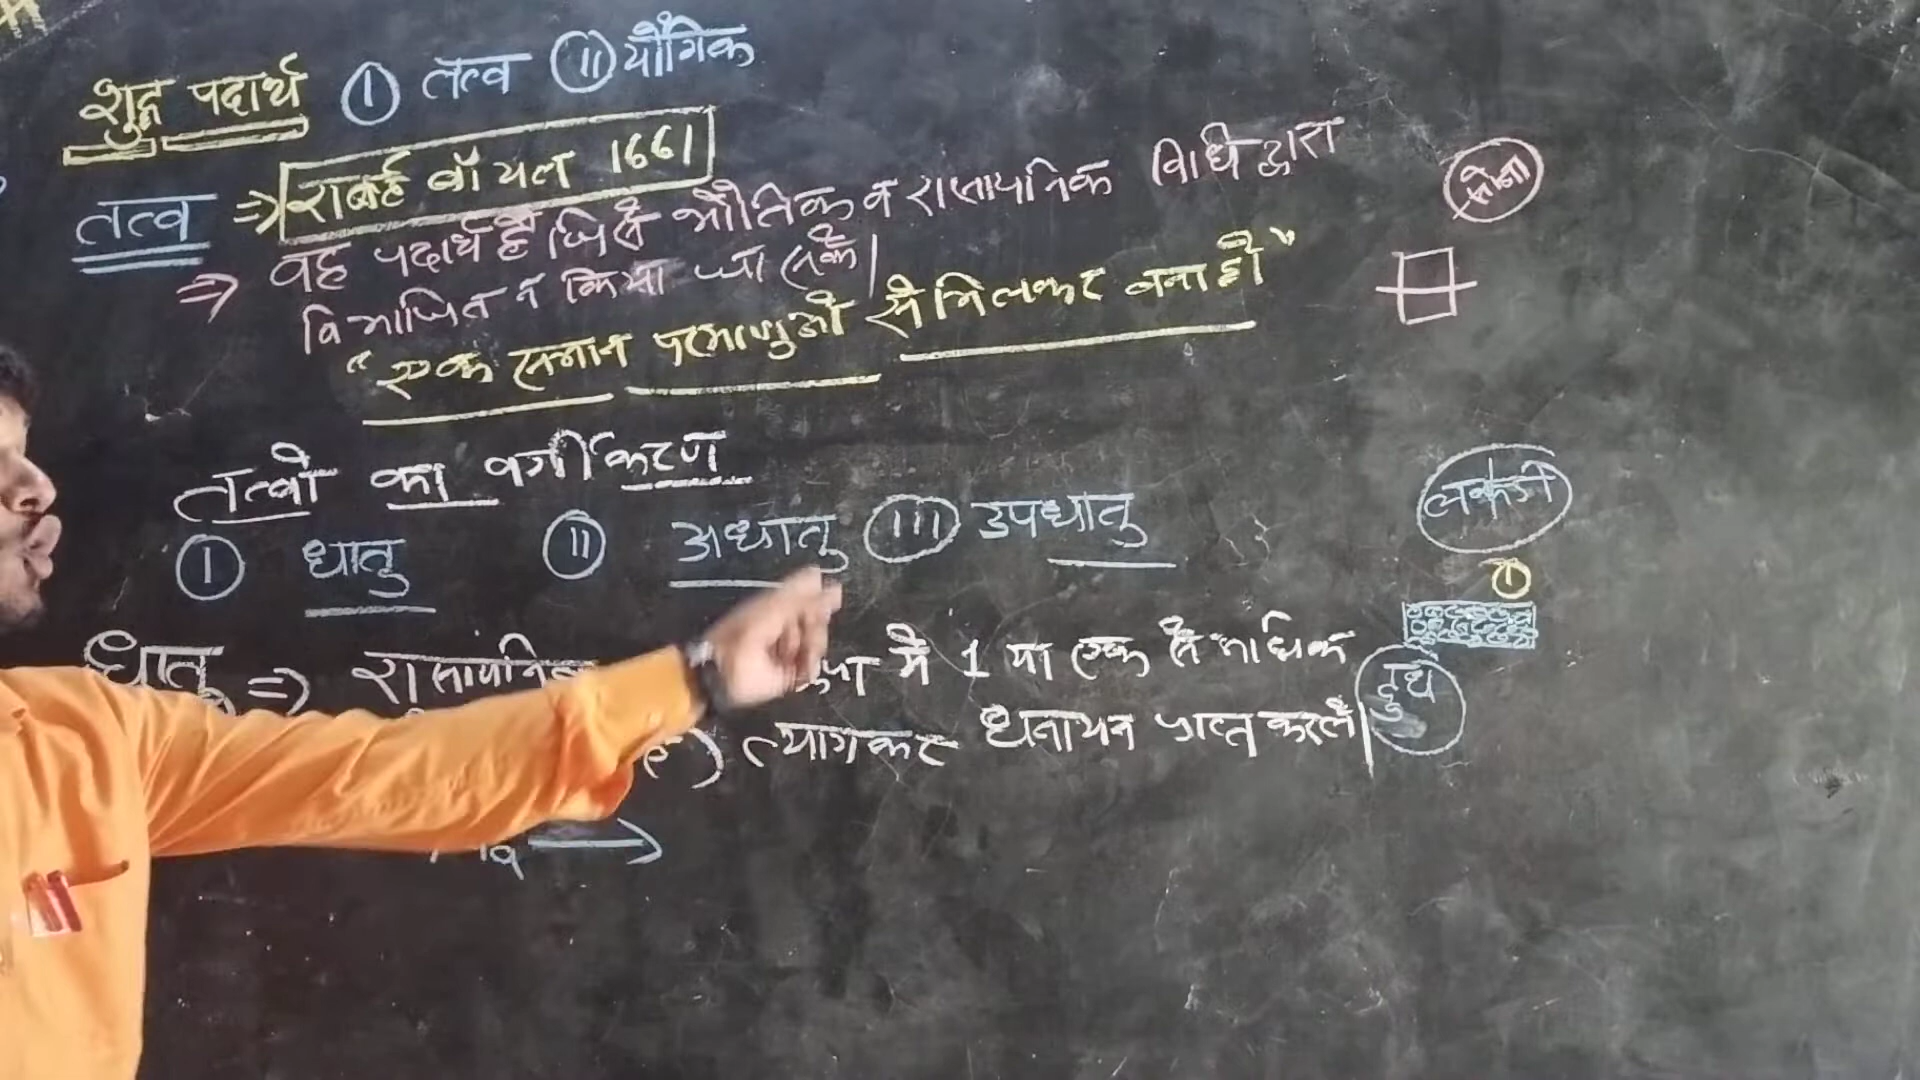 शुद्ध पदार्थ I तत्व II यौगिक
तत्व ⇒ राबर्ट बॉयल 1661
⇒ वह पदार्थ है जिसे भौतिक व रासायनिक विधि द्वारा
विभाजित न किया जा सके।
“एक समान परमाणुओं से मिलकर बना हो”
सोना
तत्वों का वर्गीकरण
I धातु II अधातु III उपधातु
लकडी
1
धातु ⇒ रासायनिक में 1 या एक से अधिक
दुध
त्यागकर धनायन प्राप्त करलें।